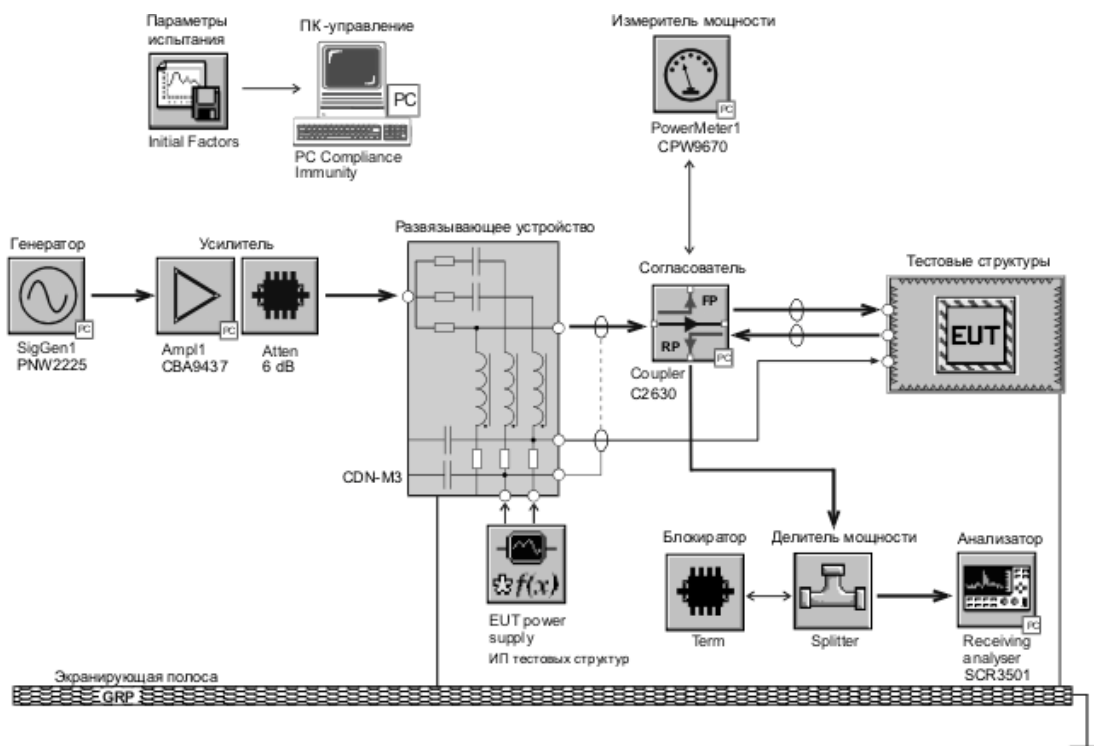 Параметры
испытания
Initial Factors
ПК-управление
PC
PC Compliance
Immunity
Измеритель мощности
PC
PowerMeter1
CPW9670
Генератор
PC
SigGen1
PNW2225
Усилитель
PC
Ampl1
CBA9437
Atten
6 dB
Развязывающее устройство
CDN-M3
Согласователь
FP
RP
PC
Coupler
C2630
Тестовые структуры
EUT
*f(x)
EUT power
supply
ИП тестовых структур
Блокиратор
Term
Делитель мощности
Splitter
Анализатор
PC
Receiving
analyser
SCR3501
Экранирующая полоса
GRP